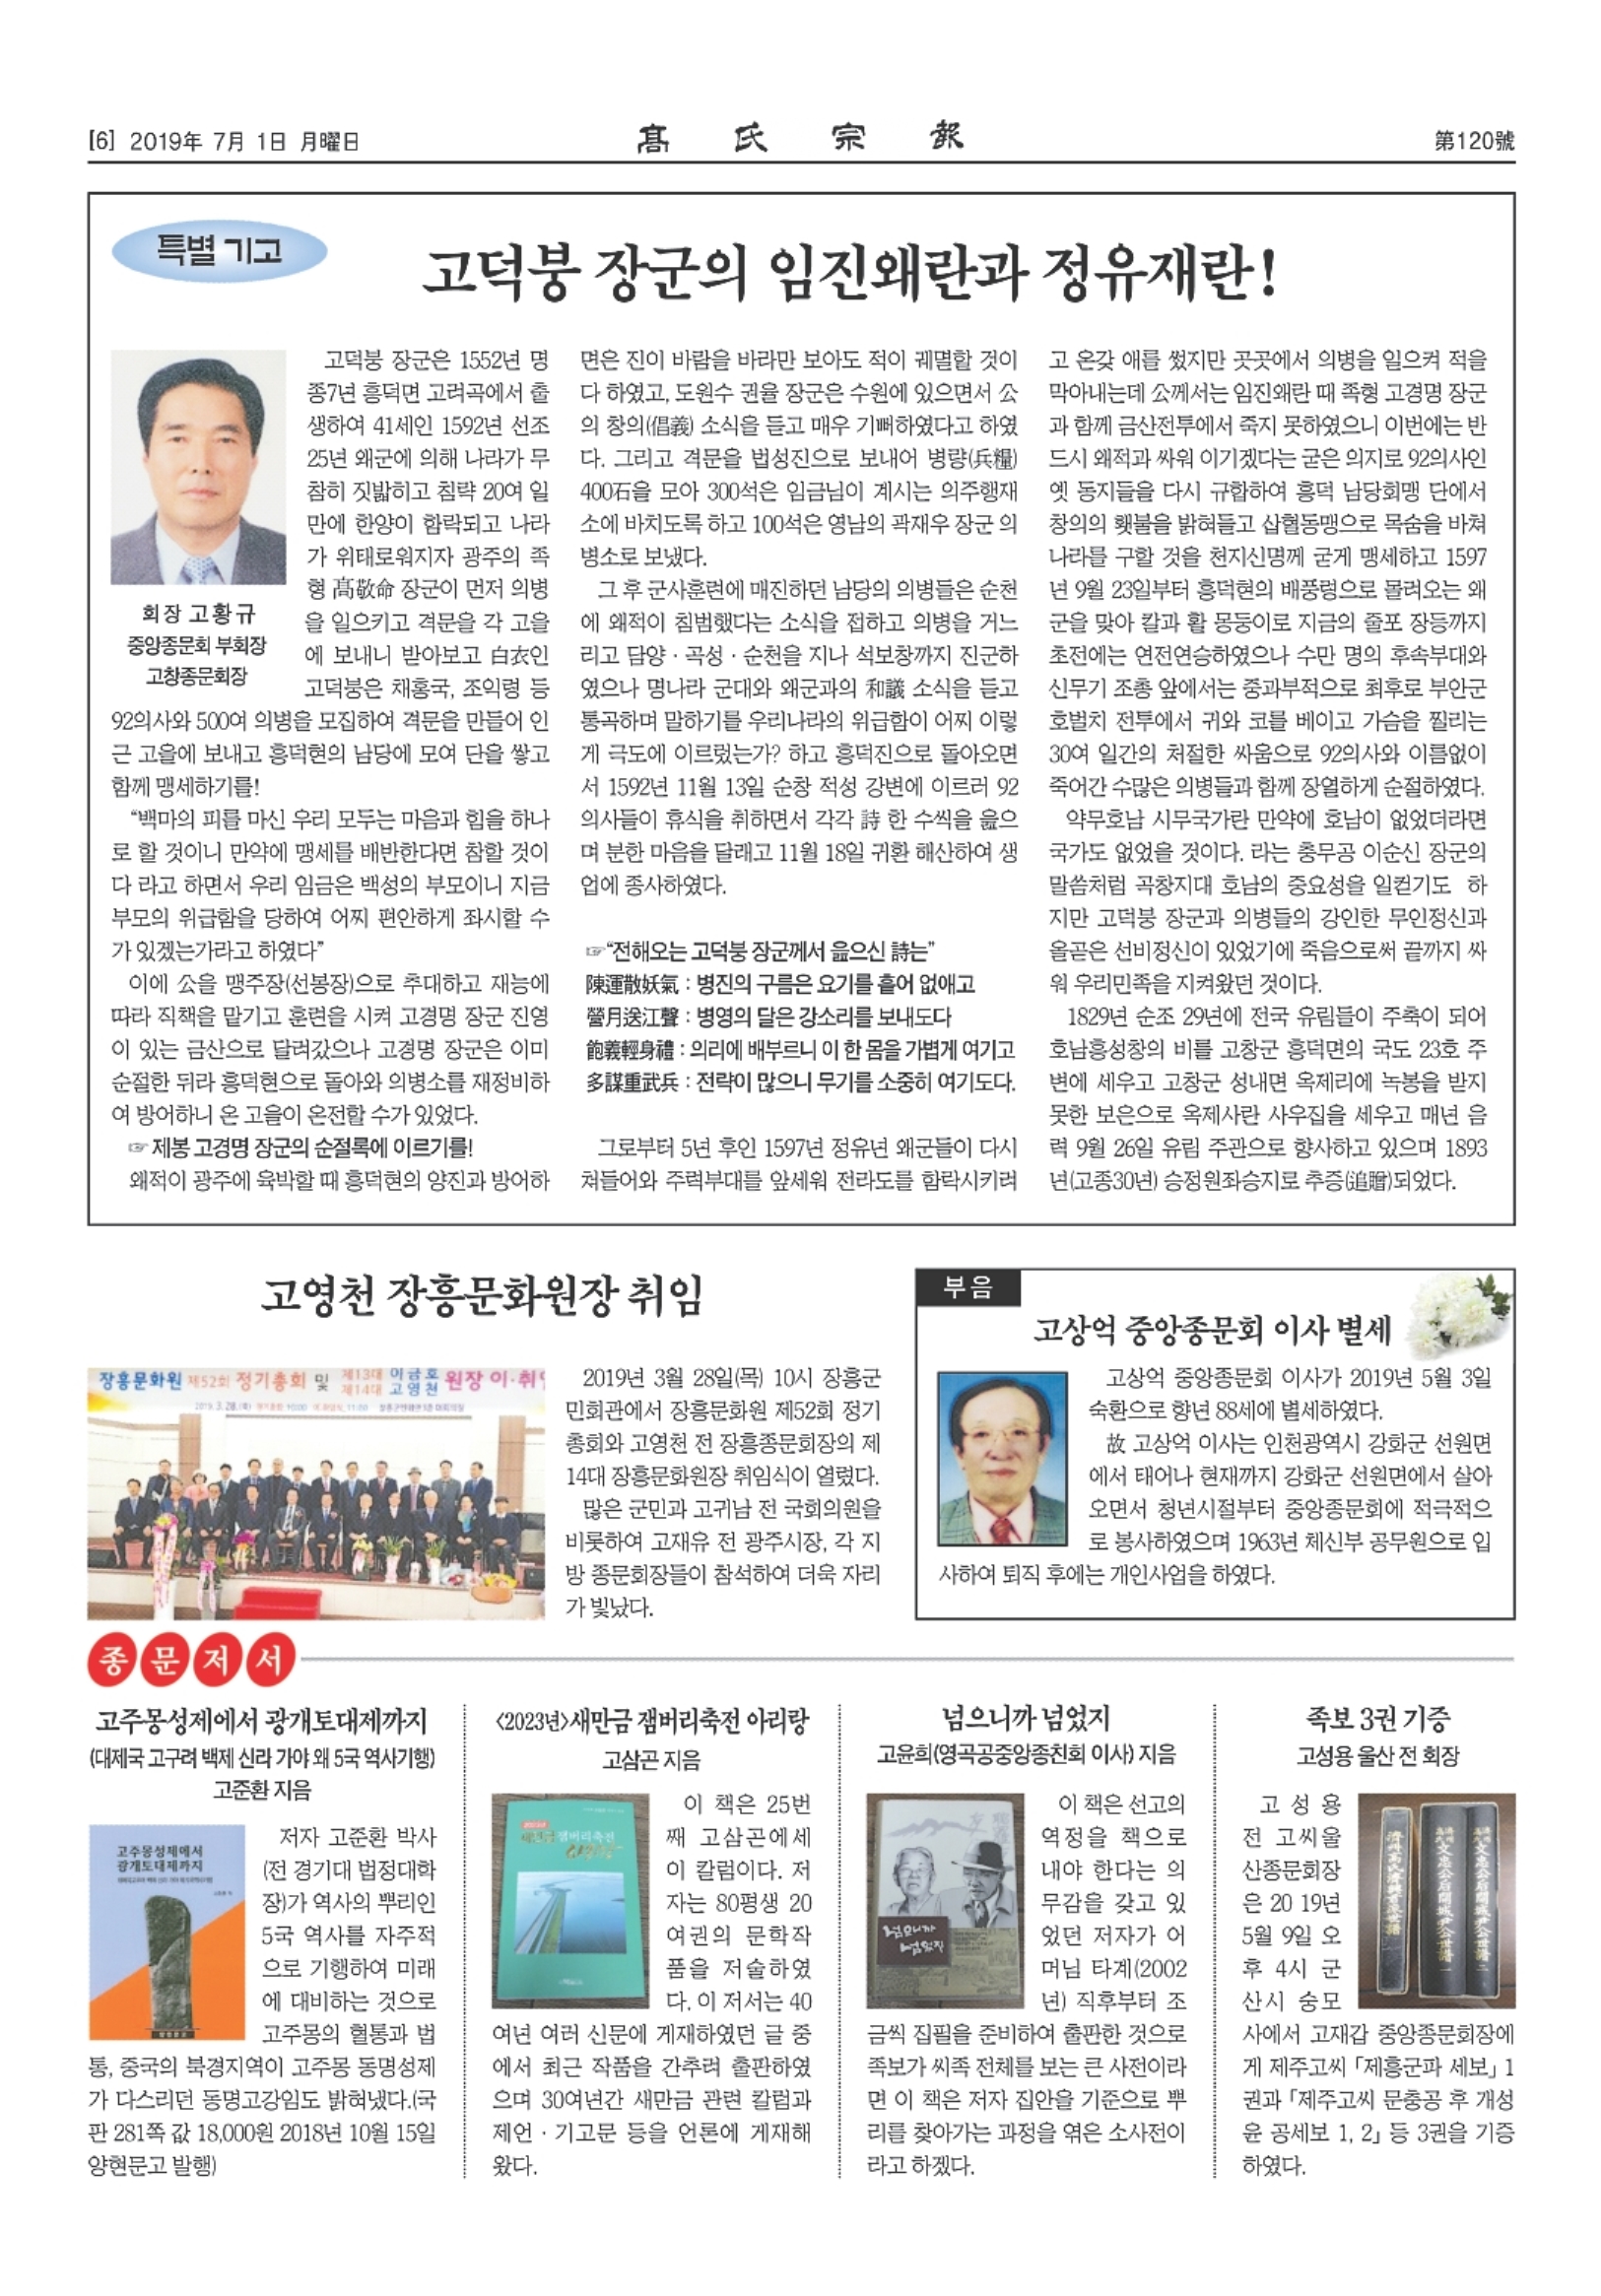 [6] 2019年 7月 1日 月曜日
髙 氏 宗 報
第120號
특별 기고
고덕붕 장군의 임진왜란과 정유재란!
회장 고황규
중앙종문회 부회장
고창종문회장
고덕붕 장군은 1552년 명
종7년 흥덕면 고려곡에서 출
생하여 41세인 1592년 선조
25년 왜군에 의해 나라가 무
참히 짓밟히고 침략 20여 일
만에 한양이 함락되고 나라
가 위태로워지자 광주의 족
형 髙敬命 장군이 먼저 의병
을 일으키고 격문을 각 고을
에 보내니 받아보고 白衣인
고덕붕은 채홍국, 조익령 등
92의사와 500여 의병을 모집하여 격문을 만들어 인
근 고을에 보내고 흥덕현의 남당에 모여 단을 쌓고
함께 맹세하기를!
“백마의 피를 마신 우리 모두는 마음과 힘을 하나
로 할 것이니 만약에 맹세를 배반한다면 참할 것이
다 라고 하면서 우리 임금은 백성의 부모이니 지금
부모의 위급함을 당하여 어찌 편안하게 좌시할 수
가 있겠는가라고 하였다”
이에 공을 맹주장(선봉장)으로 추대하고 재능에
따라 직책을 맡기고 훈련을 시켜 고경명 장군 진영
이 있는 금산으로 달려갔으나 고경명 장군은 이미
순절한 뒤라 흥덕현으로 돌아와 의병소를 재정비하
여 방어하니 온 고을이 온전할 수가 있었다.
☞ 제봉 고경명 장군의 순절록에 이르기를!
왜적이 광주에 육박할 때 흥덕현의 양진과 방어하
면은 진이 바람을 바라만 보아도 적이 궤멸할 것이
다 하였고, 도원수 권율 장군은 수원에 있으면서 公
의 창의(倡義) 소식을 듣고 매우 기뻐하였다고 하였
다. 그리고 격문을 법성진으로 보내어 병량(兵糧)
400石을 모아 300석은 임금님이 계시는 의주행재
소에 바치도록 하고 100석은 영남의 곽재우 장군 의
병소로 보냈다.
그 후 군사훈련에 매진하던 남당의 의병들은 순천
에 왜적이 침범했다는 소식을 접하고 의병을 거느
리고 담양 · 곡성 · 순천을 지나 석보창까지 진군하
였으나 명나라 군대와 왜군과의 和議 소식을 듣고
통곡하며 말하기를 우리나라의 위급함이 어찌 이렇
게 극도에 이르렀는가? 하고 흥덕진으로 돌아오면
서 1592년 11월 13일 순창 적성 강변에 이르러 92
의사들이 휴식을 취하면서 각각 詩 한 수씩을 읊으
며 분한 마음을 달래고 11월 18일 귀환 해산하여 생
업에 종사하였다.
☞“전해오는 고덕붕 장군께서 읊으신 詩는”
陳運散妖氣 : 병진의 구름은 요기를 흩어 없애고
營月送江聲 : 병영의 달은 강소리를 보내도다
飽義輕身禮 : 의리에 배부르니 이 한 몸을 가볍게 여기고
多謀重武兵 : 전략이 많으니 무기를 소중히 여기도다.
그로부터 5년 후인 1597년 정유년 왜군들이 다시
쳐들어와 주력부대를 앞세워 전라도를 함락시키려
고 온갖 애를 썼지만 곳곳에서 의병을 일으켜 적을
막아내는데 公께서는 임진왜란 때 족형 고경명 장군
과 함께 금산전투에서 죽지 못하였으니 이번에는 반
드시 왜적과 싸워 이기겠다는 굳은 의지로 92의사인
옛 동지들을 다시 규합하여 흥덕 남당회맹 단에서
창의의 횃불을 밝혀들고 삽혈동맹으로 목숨을 바쳐
나라를 구할 것을 천지신명께 굳게 맹세하고 1597
년 9월 23일부터 흥덕현의 배풍령으로 몰려오는 왜
군을 맞아 칼과 활 몽둥이로 지금의 줄포 장등까지
초전에는 연전연승하였으나 수만 명의 후속부대와
신무기 조총 앞에서는 중과부적으로 최후로 부안군
호벌치 전투에서 귀와 코를 베이고 가슴을 찔리는
30여 일간의 처절한 싸움으로 92의사와 이름없이
죽어간 수많은 의병들과 함께 장열하게 순절하였다.
약무호남 시무국가란 만약에 호남이 없었더라면
국가도 없었을 것이다. 라는 충무공 이순신 장군의
말씀처럼 곡창지대 호남의 중요성을 일컫기도 하
지만 고덕붕 장군과 의병들의 강인한 무인정신과
올곧은 선비정신이 있었기에 죽음으로써 끝까지 싸
워 우리민족을 지켜왔던 것이다.
1829년 순조 29년에 전국 유림들이 주축이 되어
호남흥성창의 비를 고창군 흥덕면의 국도 23호 주
변에 세우고 고창군 성내면 옥제리에 녹봉을 받지
못한 보은으로 옥제사란 사우집을 세우고 매년 음
력 9월 26일 유림 주관으로 향사하고 있으며 1893
년(고종30년) 승정원좌승지로 추증(追贈)되었다.
고영천 장흥문화원장 취임
장흥문화원 제52회 정기총회 및 제13대 이금호 제14대 고영천 원장 이·취
2019년 3월 28일(목) 10시 장흥군
민회관에서 장흥문화원 제52회 정기
총회와 고영천 전 장흥종문회장의 제
14대 장흥문화원장 취임식이 열렸다.
많은 군민과 고귀남 전 국회의원을
비롯하여 고재유 전 광주시장, 각 지
방 종문회장들이 참석하여 더욱 자리
가 빛났다.
부음
고상억 중앙종문회 이사 별세
고상억 중앙종문회 이사가 2019년 5월 3일
숙환으로 향년 88세에 별세하였다.
故 고상억 이사는 인천광역시 강화군 선원면
에서 태어나 현재까지 강화군 선원면에서 살아
오면서 청년시절부터 중앙종문회에 적극적으
로 봉사하였으며 1963년 체신부 공무원으로 입
사하여 퇴직 후에는 개인사업을 하였다.
종문저서
고주몽성제에서 광개토대제까지
(대제국 고구려 백제 신라 가야 왜 5국 역사기행)
고준환 지음
고주몽성제에서
광개토대제까지
저자 고준환 박사
(전 경기대 법정대학
장)가 역사의 뿌리인
5국 역사를 자주적
으로 기행하여 미래
에 대비하는 것으로
고주몽의 혈통과 법
통, 중국의 북경지역이 고주몽 동명성제
가 다스리던 동명고강임도 밝혀냈다.(국
판 281쪽 값 18,000원 2018년 10월 15일
양현문고 발행)
〈2023년〉새만금 잼버리축전 아리랑
고삼곤 지음
새만금 잼버리축전
이 책은 25번
째 고삼곤에세
이 칼럼이다. 저
자는 80평생 20
여권의 문학작
품을 저술하였
다. 이 저서는 40
여년 여러 신문에 게재하였던 글 중
에서 최근 작품을 간추려 출판하였
으며 30여년간 새만금 관련 칼럼과
제언 · 기고문 등을 언론에 게재해
왔다.
넘으니까 넘었지
고윤희(영곡공중앙종친회 이사) 지음
넘으니까
넘었지
이 책은 선고의
역정을 책으로
내야 한다는 의
무감을 갖고 있
었던 저자가 어
머님 타계(2002
년) 직후부터 조
금씩 집필을 준비하여 출판한 것으로
족보가 씨족 전체를 보는 큰 사전이라
면 이 책은 저자 집안을 기준으로 뿌
리를 찾아가는 과정을 엮은 소사전이
라고 하겠다.
족보 3권 기증
고성용 울산 전 회장
고 성 용
전 고씨울
산종문회장
은 20 19년
5월 9일 오
후 4시 군
산시 숭모
사에서 고재갑 중앙종문회장에
게 제주고씨 「제흥군파 세보」 1
권과 「제주고씨 문충공 후 개성
윤 공세보 1, 2」 등 3권을 기증
하였다.